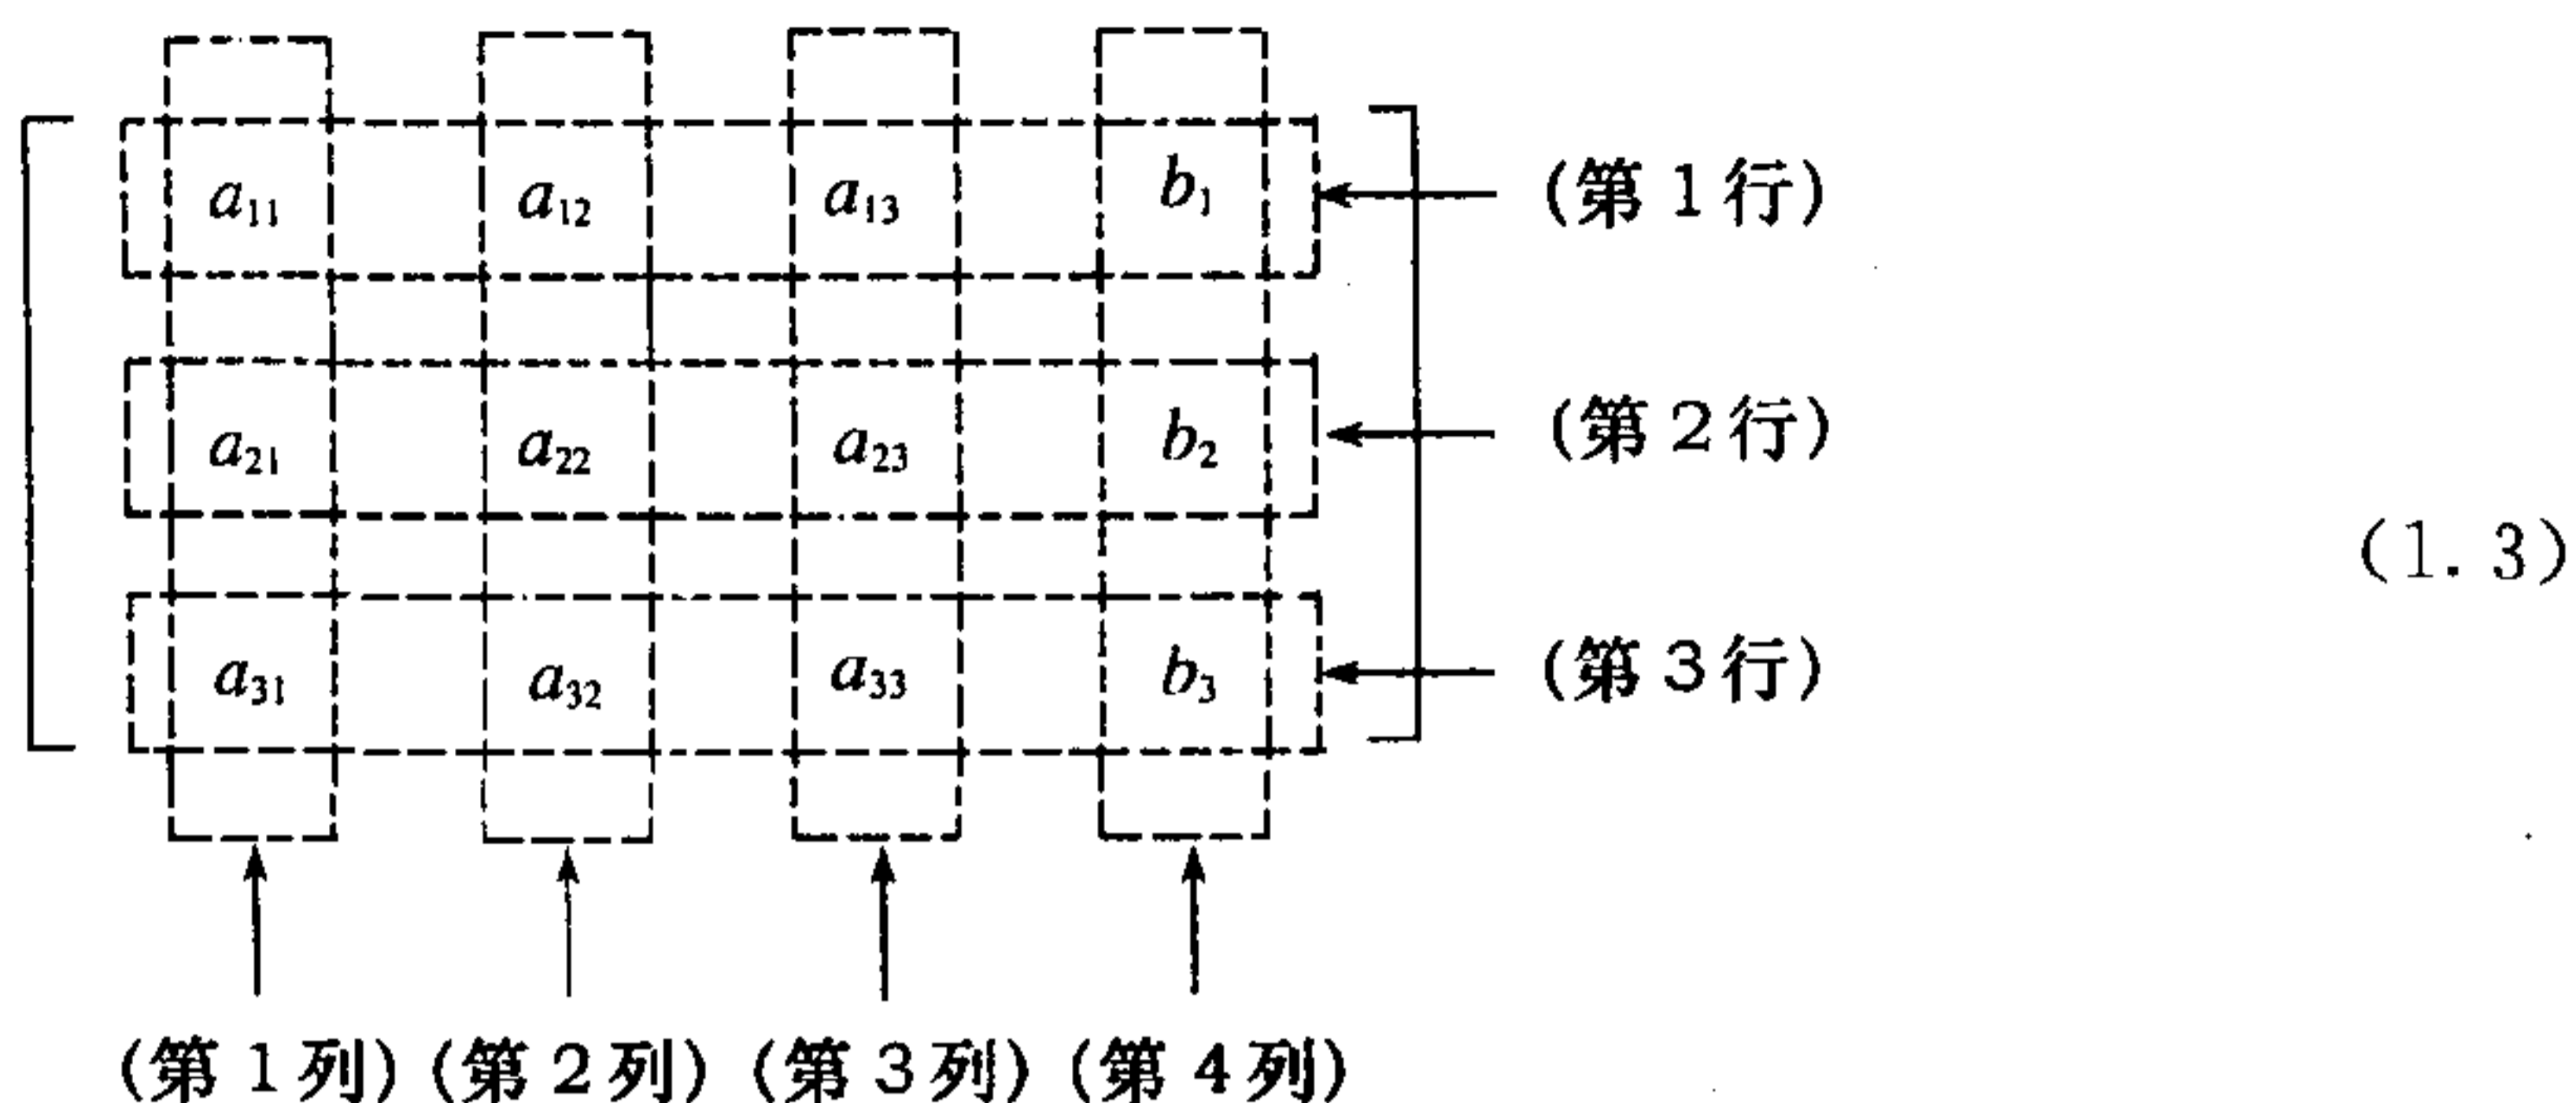 a₁₁ a₁₂ a₁₃ b₁ (第 1 行)
a₂₁ a₂₂ a₂₃ b₂ (第 2 行)
(1. 3)
a₃₁ a₃₂ a₃₃ b₃ (第 3 行)
(第 1 列) (第 2 列) (第 3 列) (第 4 列)